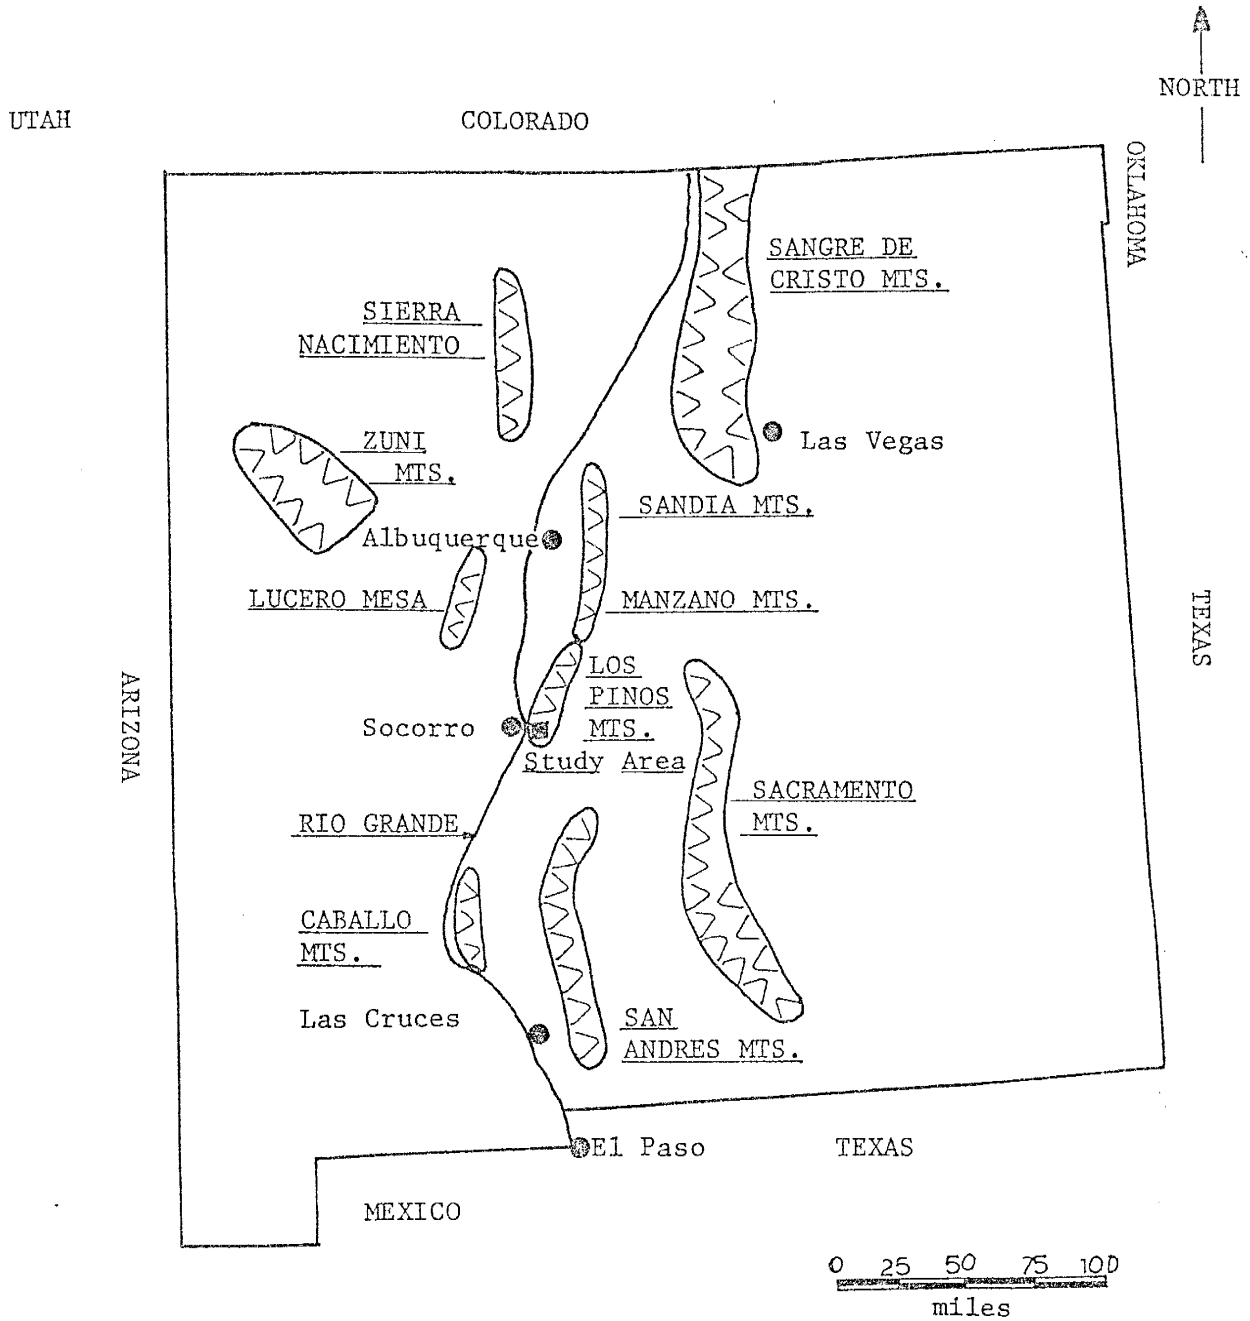 NORTH
UTAH
COLORADO
OKLAHOMA
SANGRE DE
CRISTO MTS.
SIERRA
NACIMIENTO
ZUNI
MTS.
Las Vegas
SANDIA MTS.
Albuquerque
LUCERO MESA
MANZANO MTS.
TEXAS
LOS
PINOS
MTS.
ARIZONA
Socorro
Study Area
SACRAMENTO
MTS.
RIO GRANDE
CABALLO
MTS.
Las Cruces
SAN
ANDRES MTS.
El Paso
TEXAS
MEXICO
0 25 50 75 100
miles